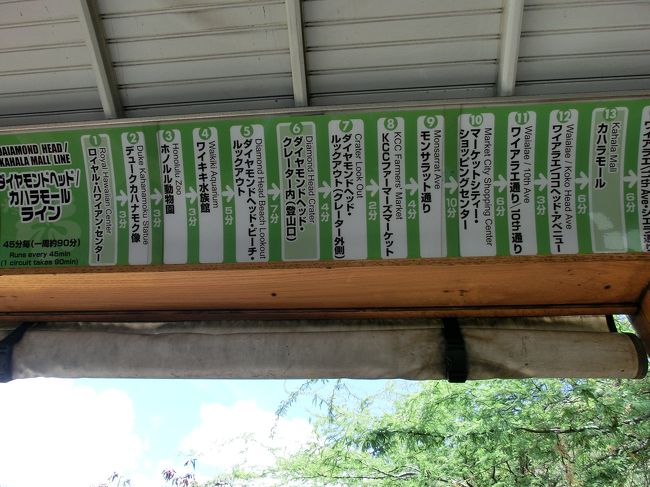 DAIMOND HEAD /
KAHALA MALL LINE
ダイヤモンドヘッド/
カハラモール
ライン
45分毎(一周約90分)
Runs every 45min
(1 circuit takes 90min)
1
Royal Hawaiian Center
ロイヤル・ハワイアン・センター
3分
2
Duke Kahanamoku Statue
デュークカハナモク像
3分
3
Honolulu Zoo
ホノルル動物園
3分
4
Waikiki Aquarium
ワイキキ水族館
5分
5
Diamond Head Beach Lookout
ダイヤモンドヘッド・ビーチ・
ルックアウト
7分
6
Diamond Head Crater
ダイヤモンドヘッド・
クレーター内(登山口)
4分
7
Crater Look Out
ダイヤモンドヘッド・
ルックアウト(クレーター外側)
4分
8
KCC Farmers' Market
KCCファーマーズマーケット
4分
9
Monsarat Ave
モンサラット通り
10分
10
Market City Shopping Center
マーケットシティー・
ショッピングセンター
6分
11
Waialae / 10th Ave
ワイアラエ通り/10th通り
3分
12
Waialae / Koko Head Ave
ワイアラエ/ココヘッド・アベニュー
6分
13
Kahala Mall
カハラモール
6分